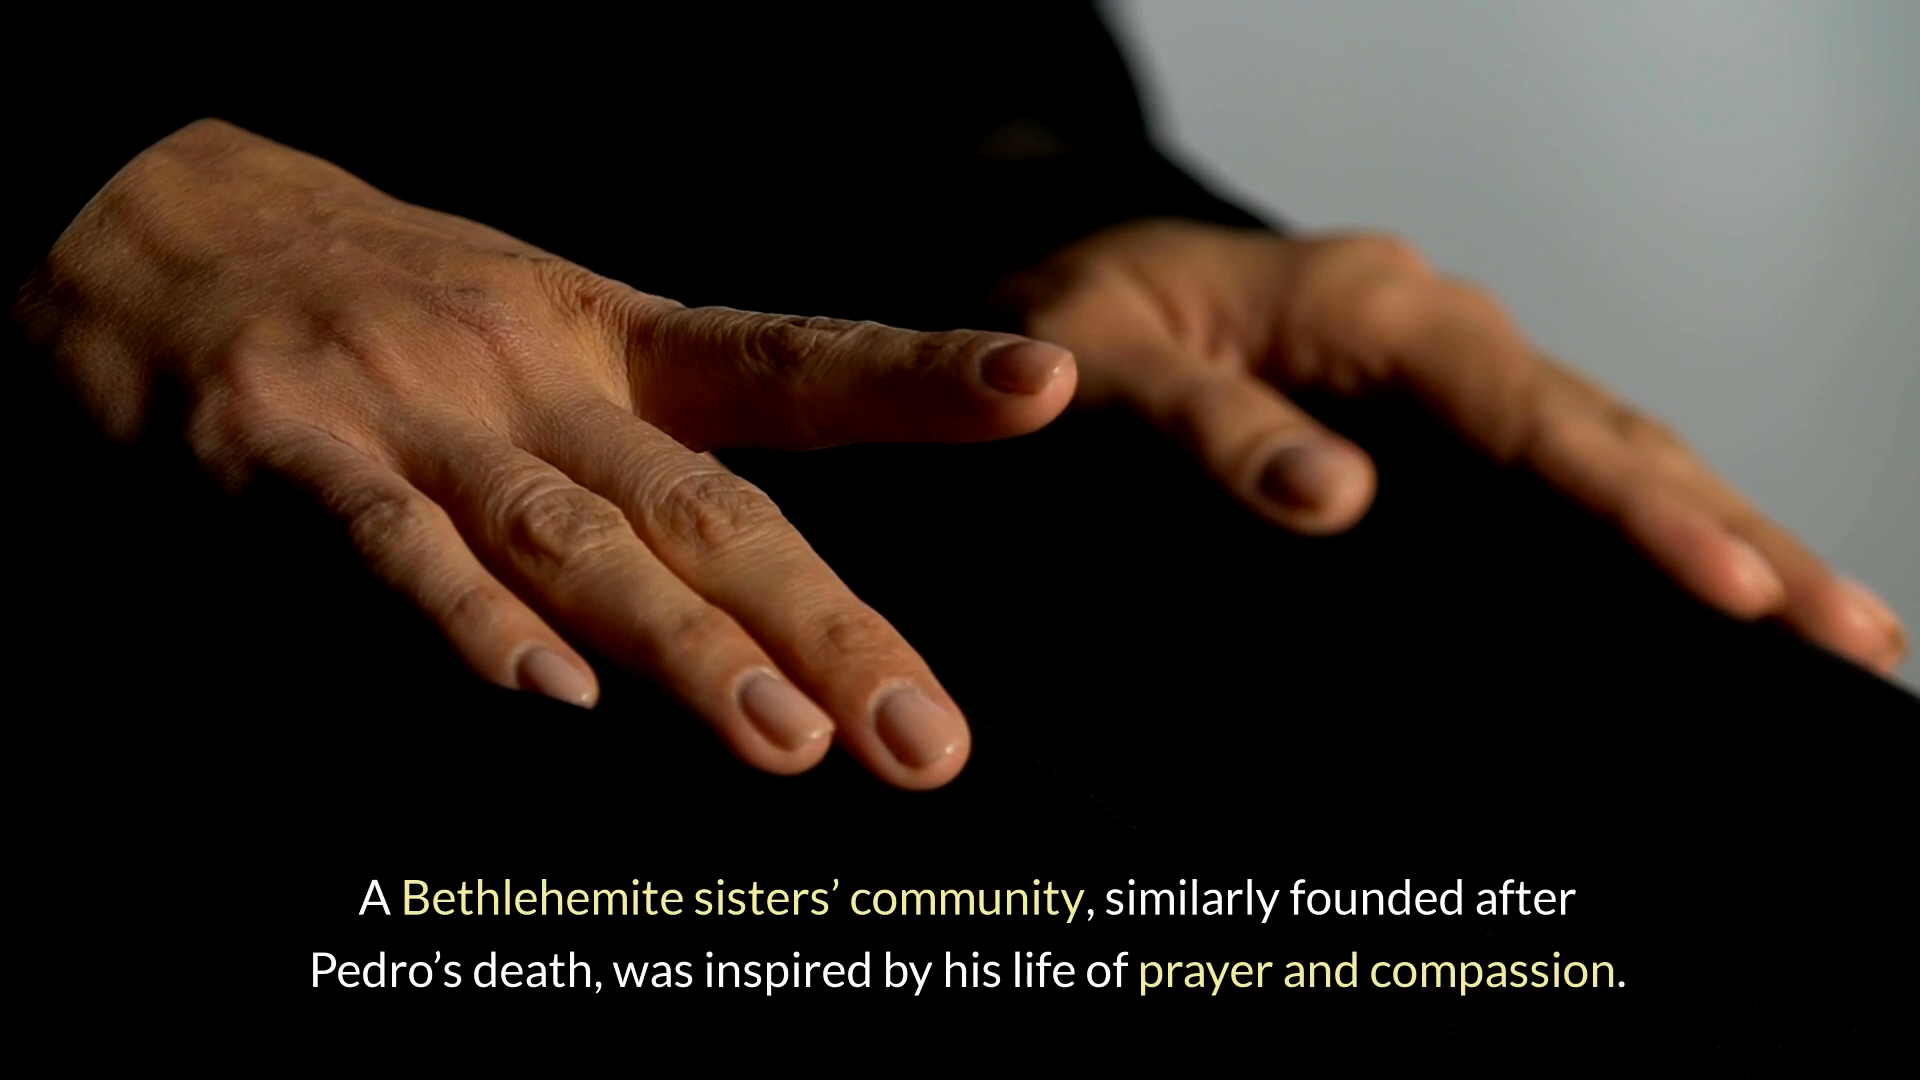 A Bethlehemite sisters’ community, similarly founded after
Pedro’s death, was inspired by his life of prayer and compassion.